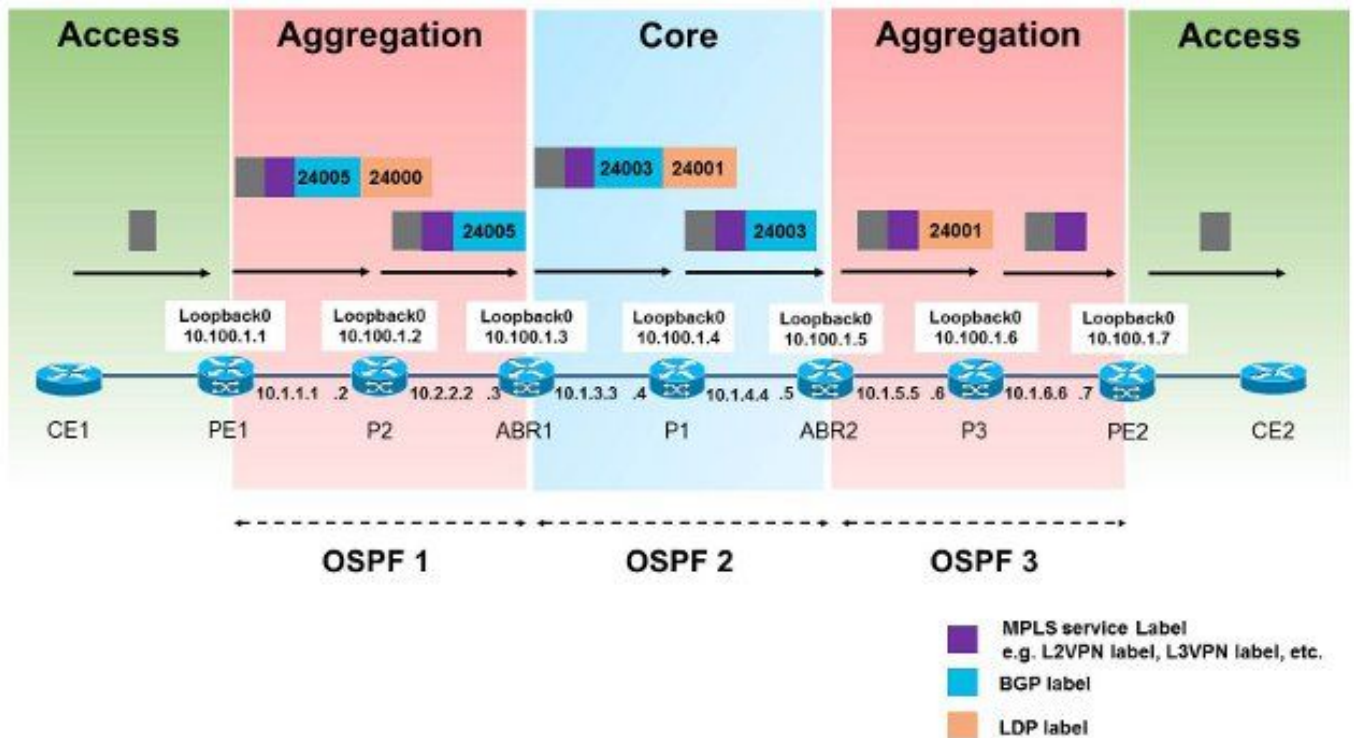 Access
Aggregation
Core
Aggregation
Access
24005
24000
24005
24003
24001
24003
24001
Loopback0
10.100.1.1
Loopback0
10.100.1.2
Loopback0
10.100.1.3
Loopback0
10.100.1.4
Loopback0
10.100.1.5
Loopback0
10.100.1.6
Loopback0
10.100.1.7
10.1.1.1
.2
10.2.2.2
.3
10.1.3.3
.4
10.1.4.4
.5
10.1.5.5
.6
10.1.6.6
.7
CE1
PE1
P2
ABR1
P1
ABR2
P3
PE2
CE2
OSPF 1
OSPF 2
OSPF 3
MPLS service Label
e.g. L2VPN label, L3VPN label, etc.
BGP label
LDP label